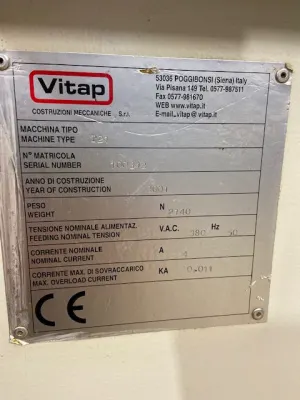 Vitap
COSTRUZIONI MECCANICHE S.r.l.
53036 POGGIBONSI (Siena) Italy
Via Pisana 149 Tel. 0577-987511
Fax 0577-981670
WEB www.vitap.it
E-mail vitap @ vitap.it
MACCHINA TIPO
MACHINE TYPE
N° MATRICOLA
SERIAL NUMBER
ANNO DI COSTRUZIONE
YEAR OF CONSTRUCTION
PESO N
WEIGHT 2740
TENSIONE NOMINALE ALIMENTAZ. V.A.C. 380 Hz 50
FEEDING NOMINAL TENSION
CORRENTE NOMINALE A
NOMINAL CURRENT
CORRENTE MAX. DI SOVRACCARICO KA 0.011
MAX. OVERLOAD CURRENT
CE